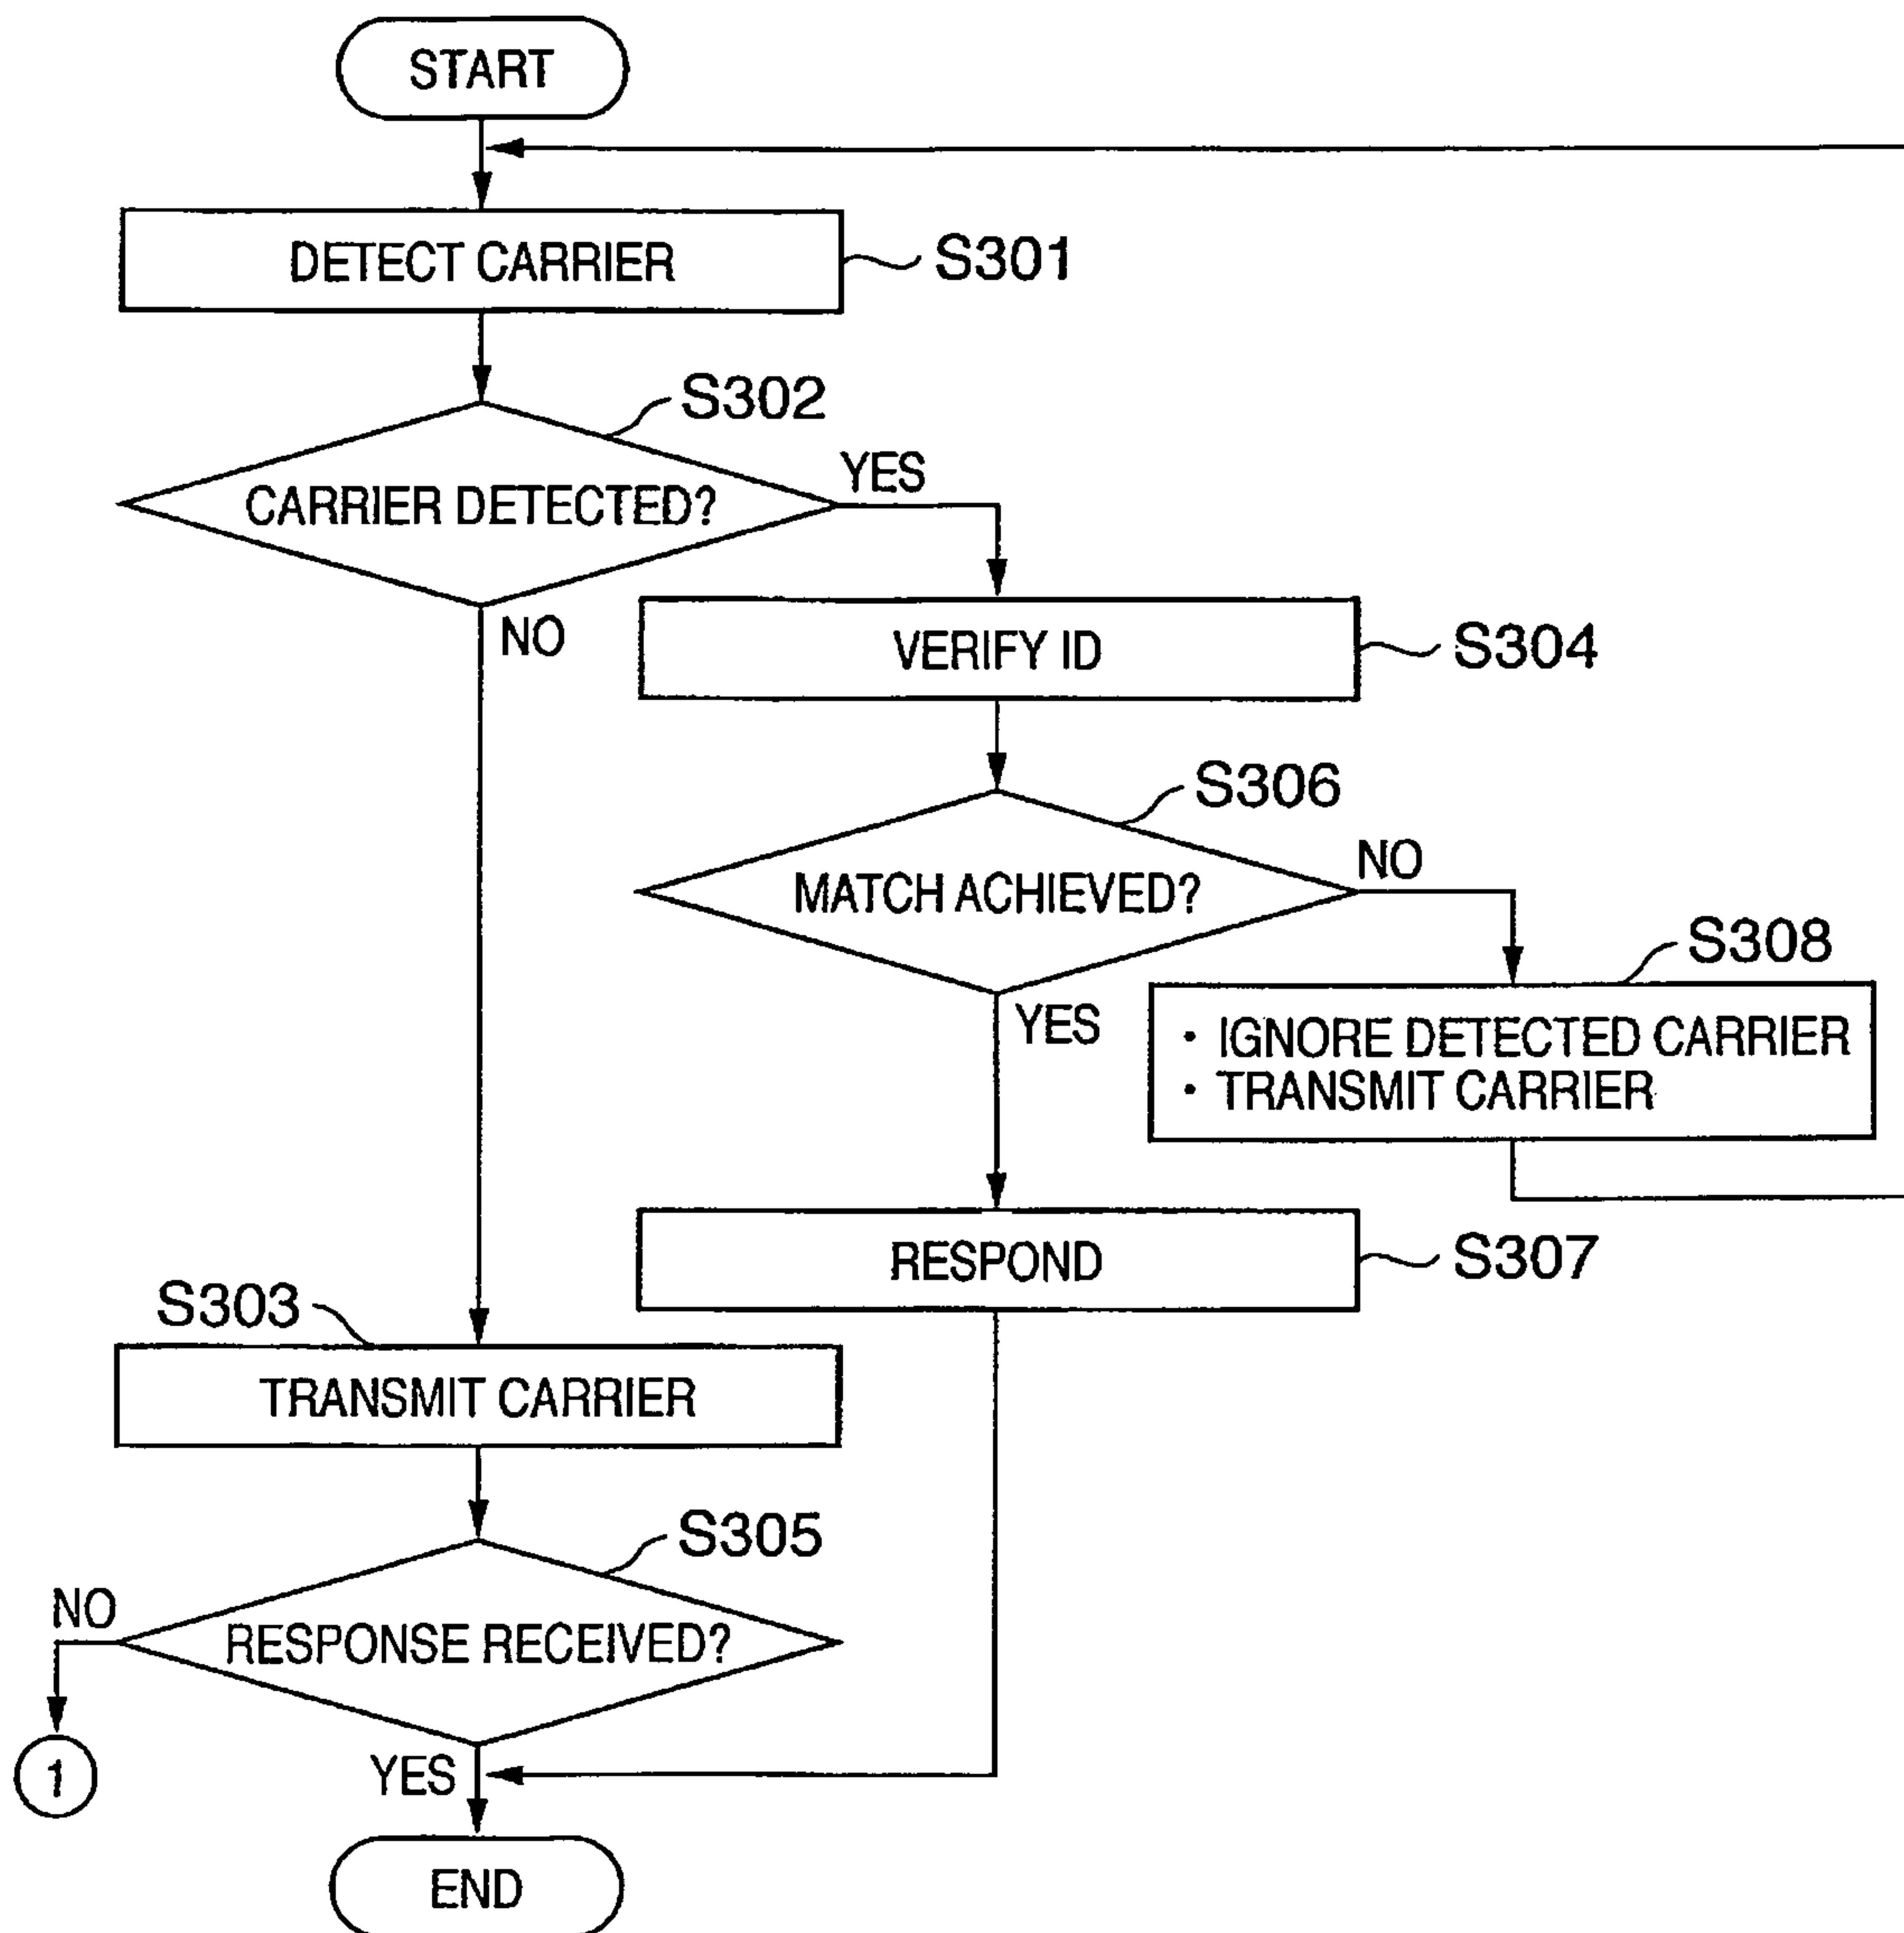 START
DETECT CARRIER
S301
S302
CARRIER DETECTED?
YES
NO
VERIFY ID
S304
S306
MATCH ACHIEVED?
NO
YES
S308
• IGNORE DETECTED CARRIER
• TRANSMIT CARRIER
RESPOND
S307
S303
TRANSMIT CARRIER
S305
RESPONSE RECEIVED?
NO
1
YES
END